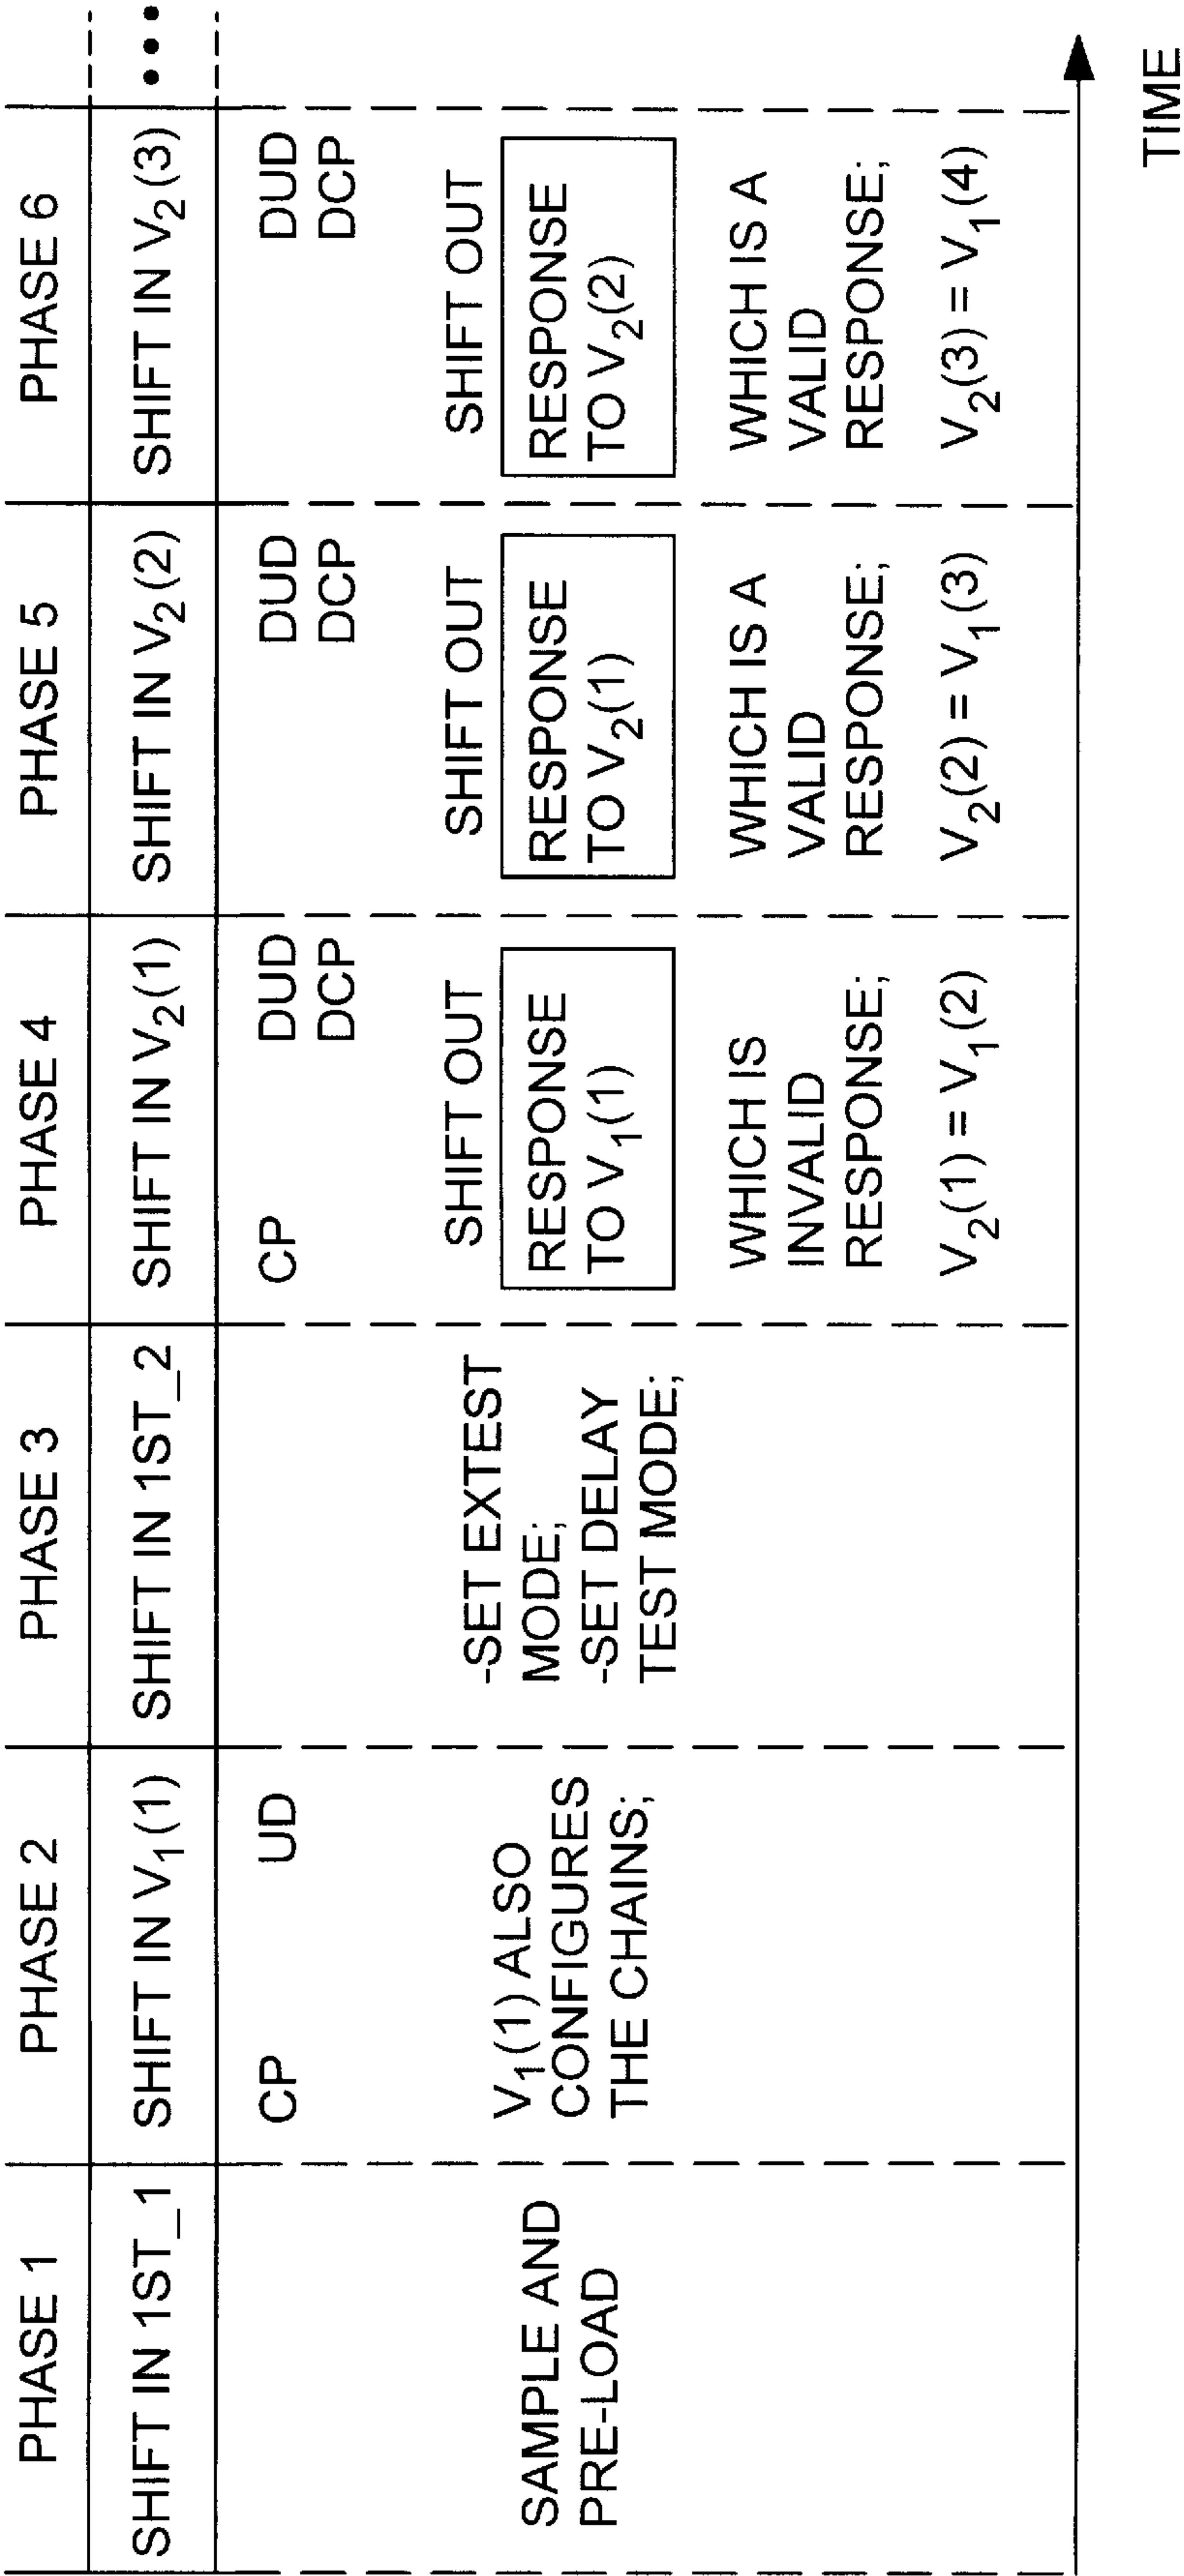 PHASE 1
SHIFT IN 1ST_1
SAMPLE AND
PRE-LOAD
PHASE 2
SHIFT IN V1(1)
CP UD
V1(1) ALSO
CONFIGURES
THE CHAINS;
PHASE 3
SHIFT IN 1ST_2
-SET EXTEST
MODE;
-SET DELAY
TEST MODE;
PHASE 4
SHIFT IN V2(1)
CP DUD
DCP
SHIFT OUT
RESPONSE
TO V1(1)
WHICH IS
INVALID
RESPONSE;
V2(1) = V1(2)
PHASE 5
SHIFT IN V2(2)
DUD
DCP
SHIFT OUT
RESPONSE
TO V2(1)
WHICH IS A
VALID
RESPONSE;
V2(2) = V1(3)
PHASE 6
SHIFT IN V2(3)
DUD
DCP
SHIFT OUT
RESPONSE
TO V2(2)
WHICH IS A
VALID
RESPONSE;
V2(3) = V1(4)
•••
TIME